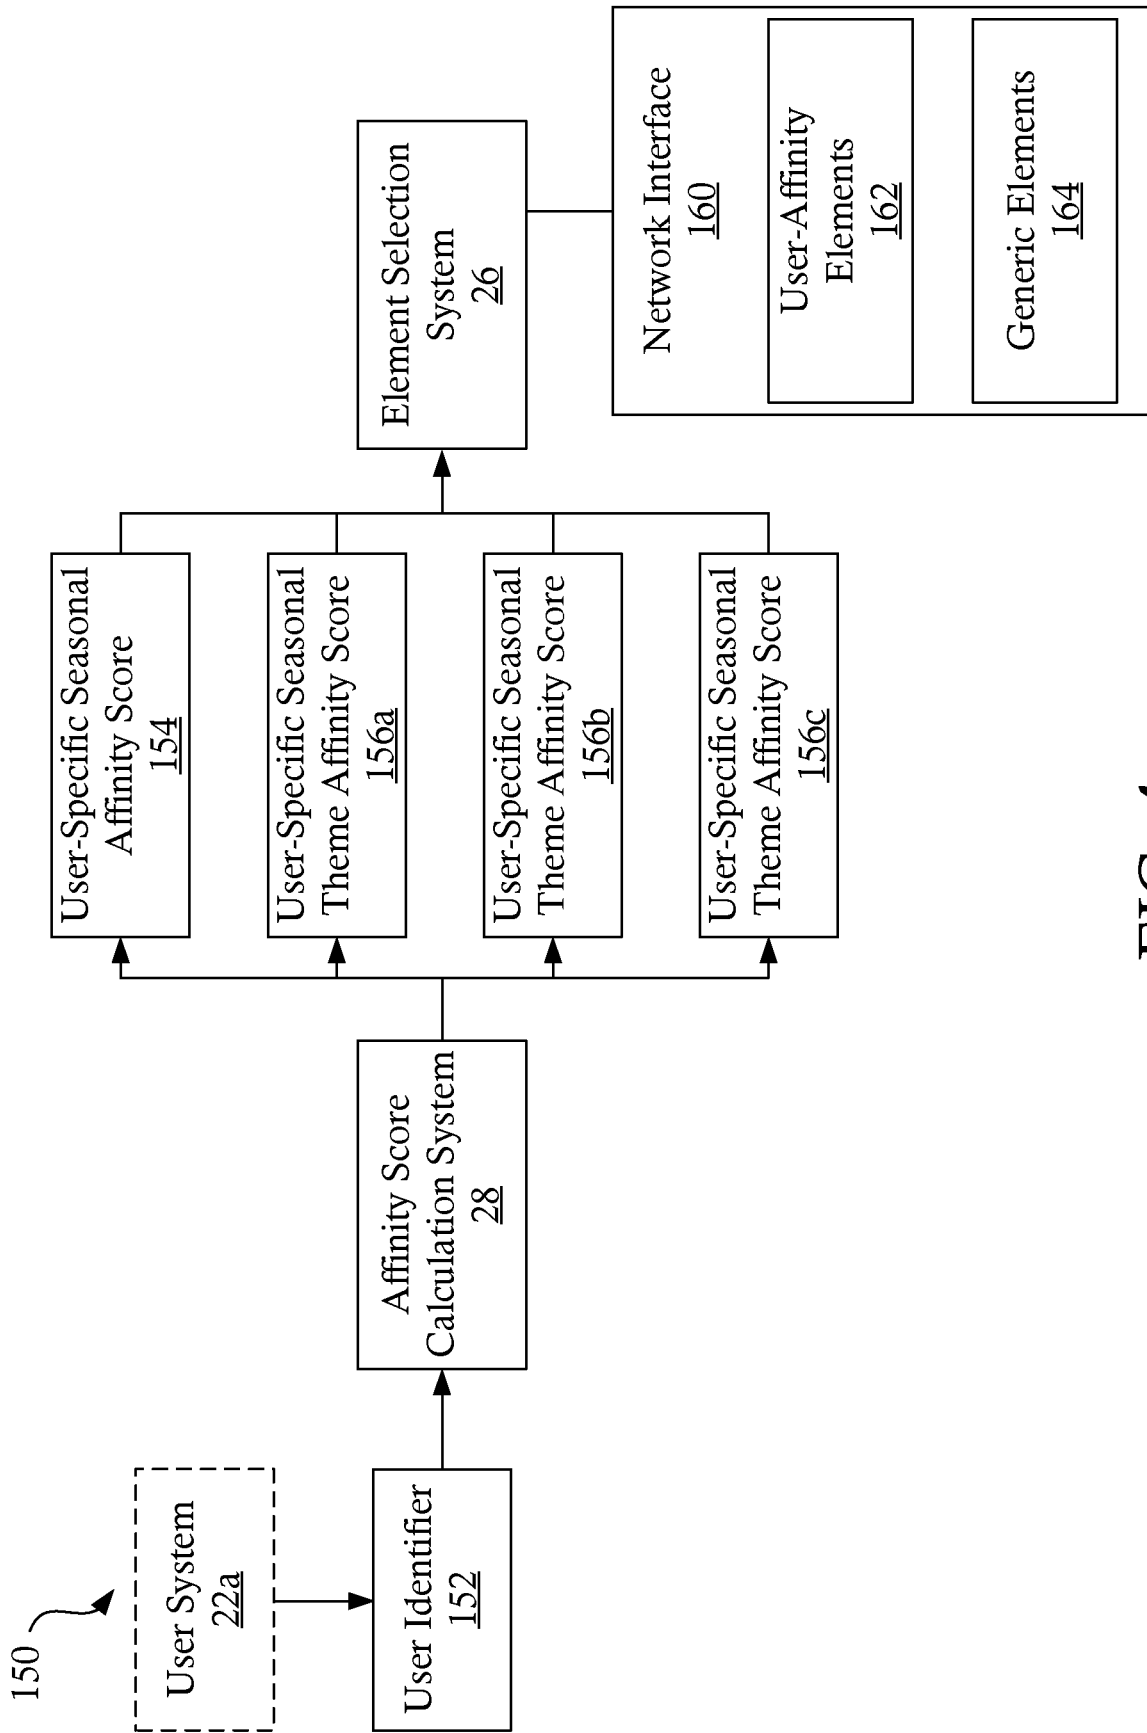 150
User System
22a
User Identifier
152
Affinity Score
Calculation System
28
User-Specific Seasonal
Affinity Score
154
User-Specific Seasonal
Theme Affinity Score
156a
User-Specific Seasonal
Theme Affinity Score
156b
User-Specific Seasonal
Theme Affinity Score
156c
Element Selection
System
26
Network Interface
160
User-Affinity
Elements
162
Generic Elements
164